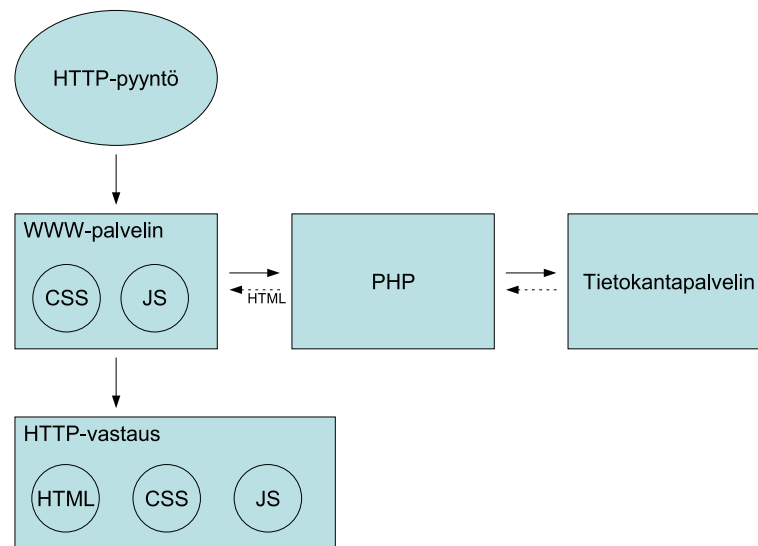 HTTP-pyyntö
WWW-palvelin
CSS
JS
HTML
PHP
Tietokantapalvelin
HTTP-vastaus
HTML
CSS
JS